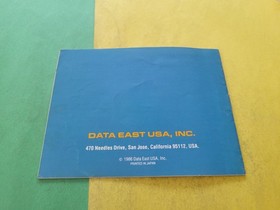 DATA EAST USA, INC.
470 Needles Drive, San Jose, California 95112, USA.
© 1988 Data East USA, Inc.
PRINTED IN JAPAN